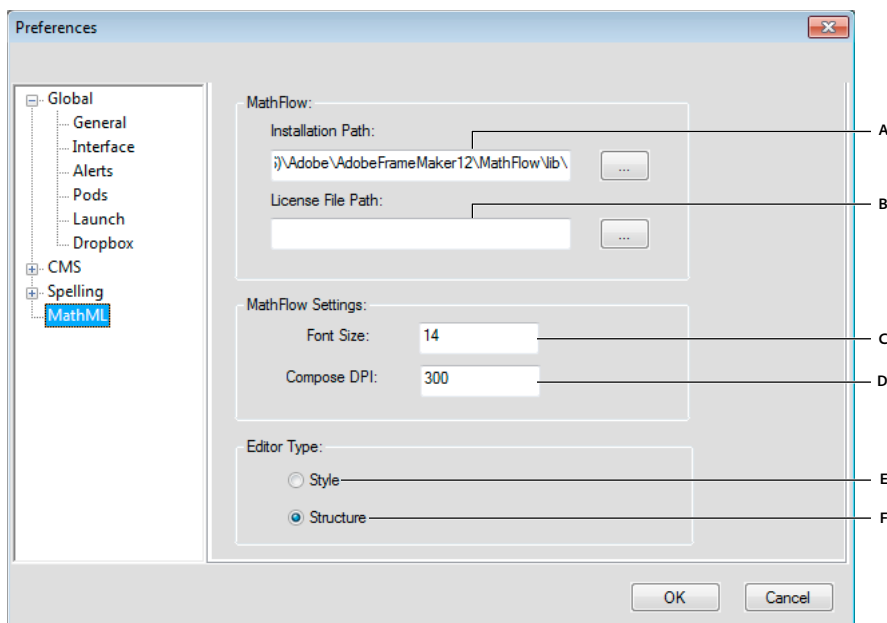 Preferences
Global
General
Interface
Alerts
Pods
Launch
Dropbox
CMS
Spelling
MathML
MathFlow:
Installation Path:
A
)\Adobe\AdobeFrameMaker12\MathFlow\lib\
...
License File Path:
B
...
MathFlow Settings:
Font Size:
14
C
Compose DPI:
300
D
Editor Type:
Style
E
Structure
F
OK
Cancel